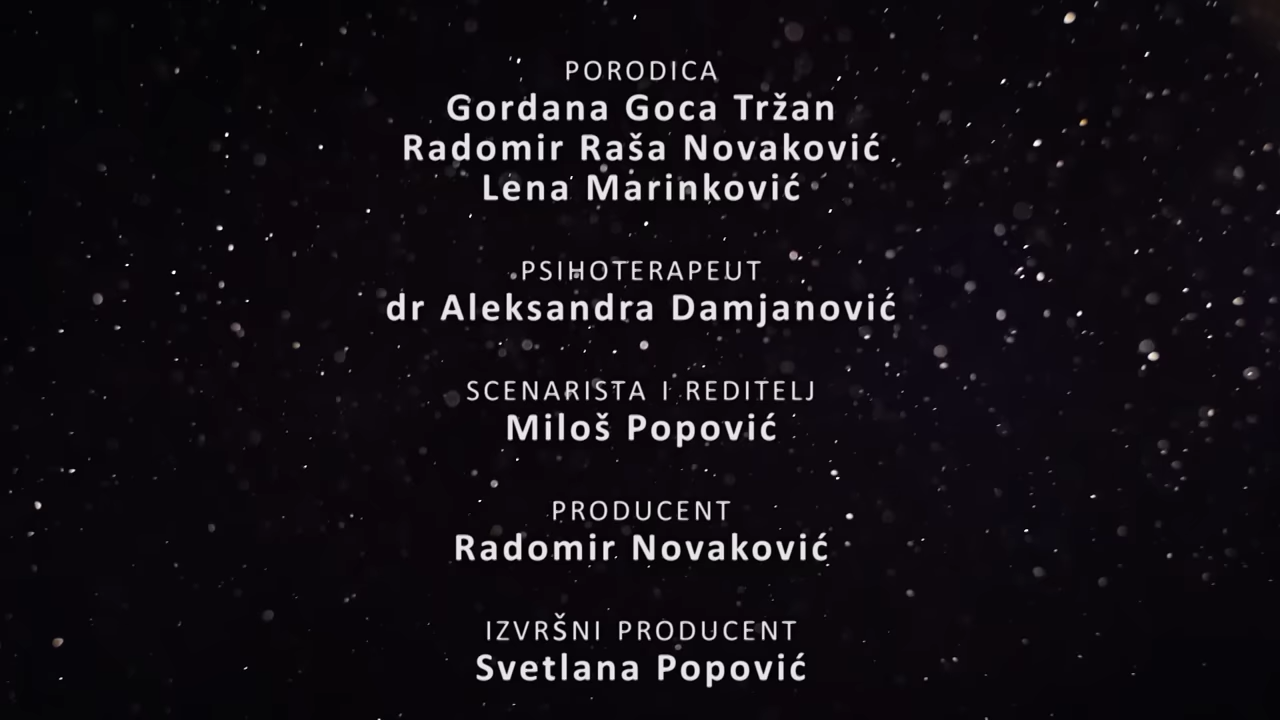 PORODICA
Gordana Goca Tržan
Radomir Raša Novaković
Lena Marinković
PSIHOTERAPEUT
dr Aleksandra Damjanović
SCENARISTA I REDITELJ
Miloš Popović
PRODUCENT
Radomir Novaković
IZVRŠNI PRODUCENT
Svetlana Popović